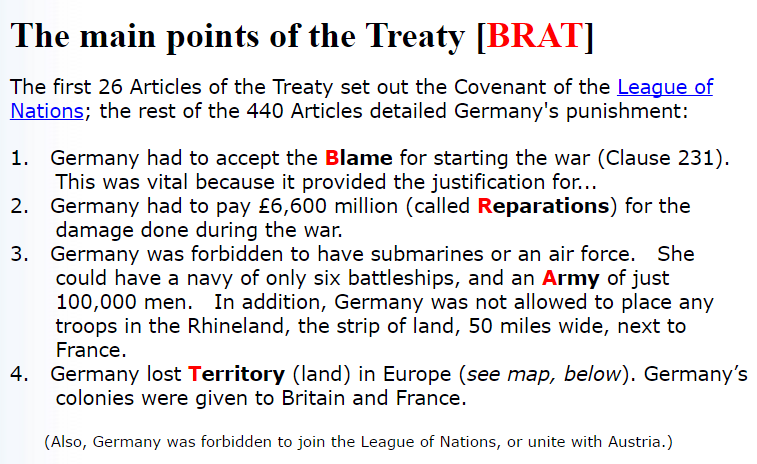 The main points of the Treaty [BRAT]
The first 26 Articles of the Treaty set out the Covenant of the League of
Nations; the rest of the 440 Articles detailed Germany's punishment:
1. Germany had to accept the Blame for starting the war (Clause 231).
This was vital because it provided the justification for...
2. Germany had to pay £6,600 million (called Reparations) for the
damage done during the war.
3. Germany was forbidden to have submarines or an air force. She
could have a navy of only six battleships, and an Army of just
100,000 men. In addition, Germany was not allowed to place any
troops in the Rhineland, the strip of land, 50 miles wide, next to
France.
4. Germany lost Territory (land) in Europe (see map, below). Germany’s
colonies were given to Britain and France.
(Also, Germany was forbidden to join the League of Nations, or unite with Austria.)